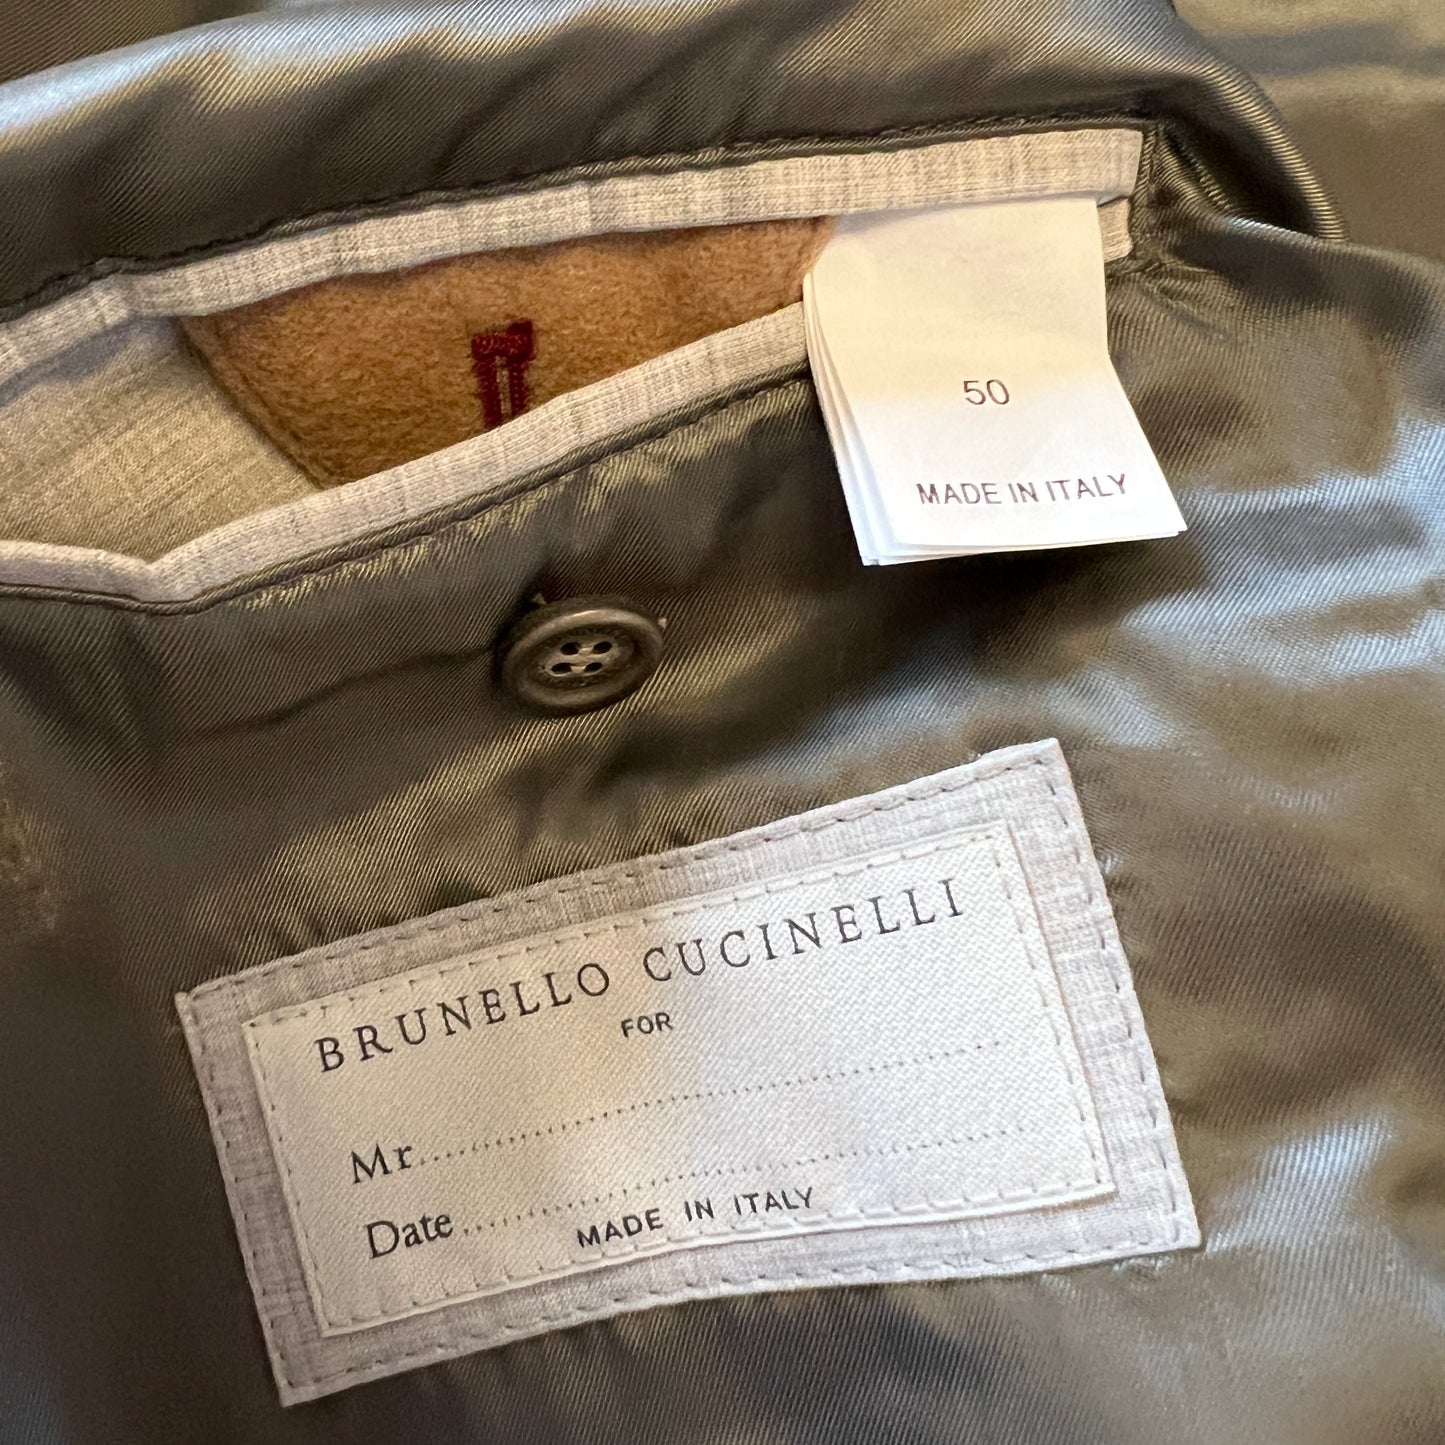 50
MADE IN ITALY
BRUNELLO CUCINELLI
FOR
Mr..............................
Date..............................
MADE IN ITALY